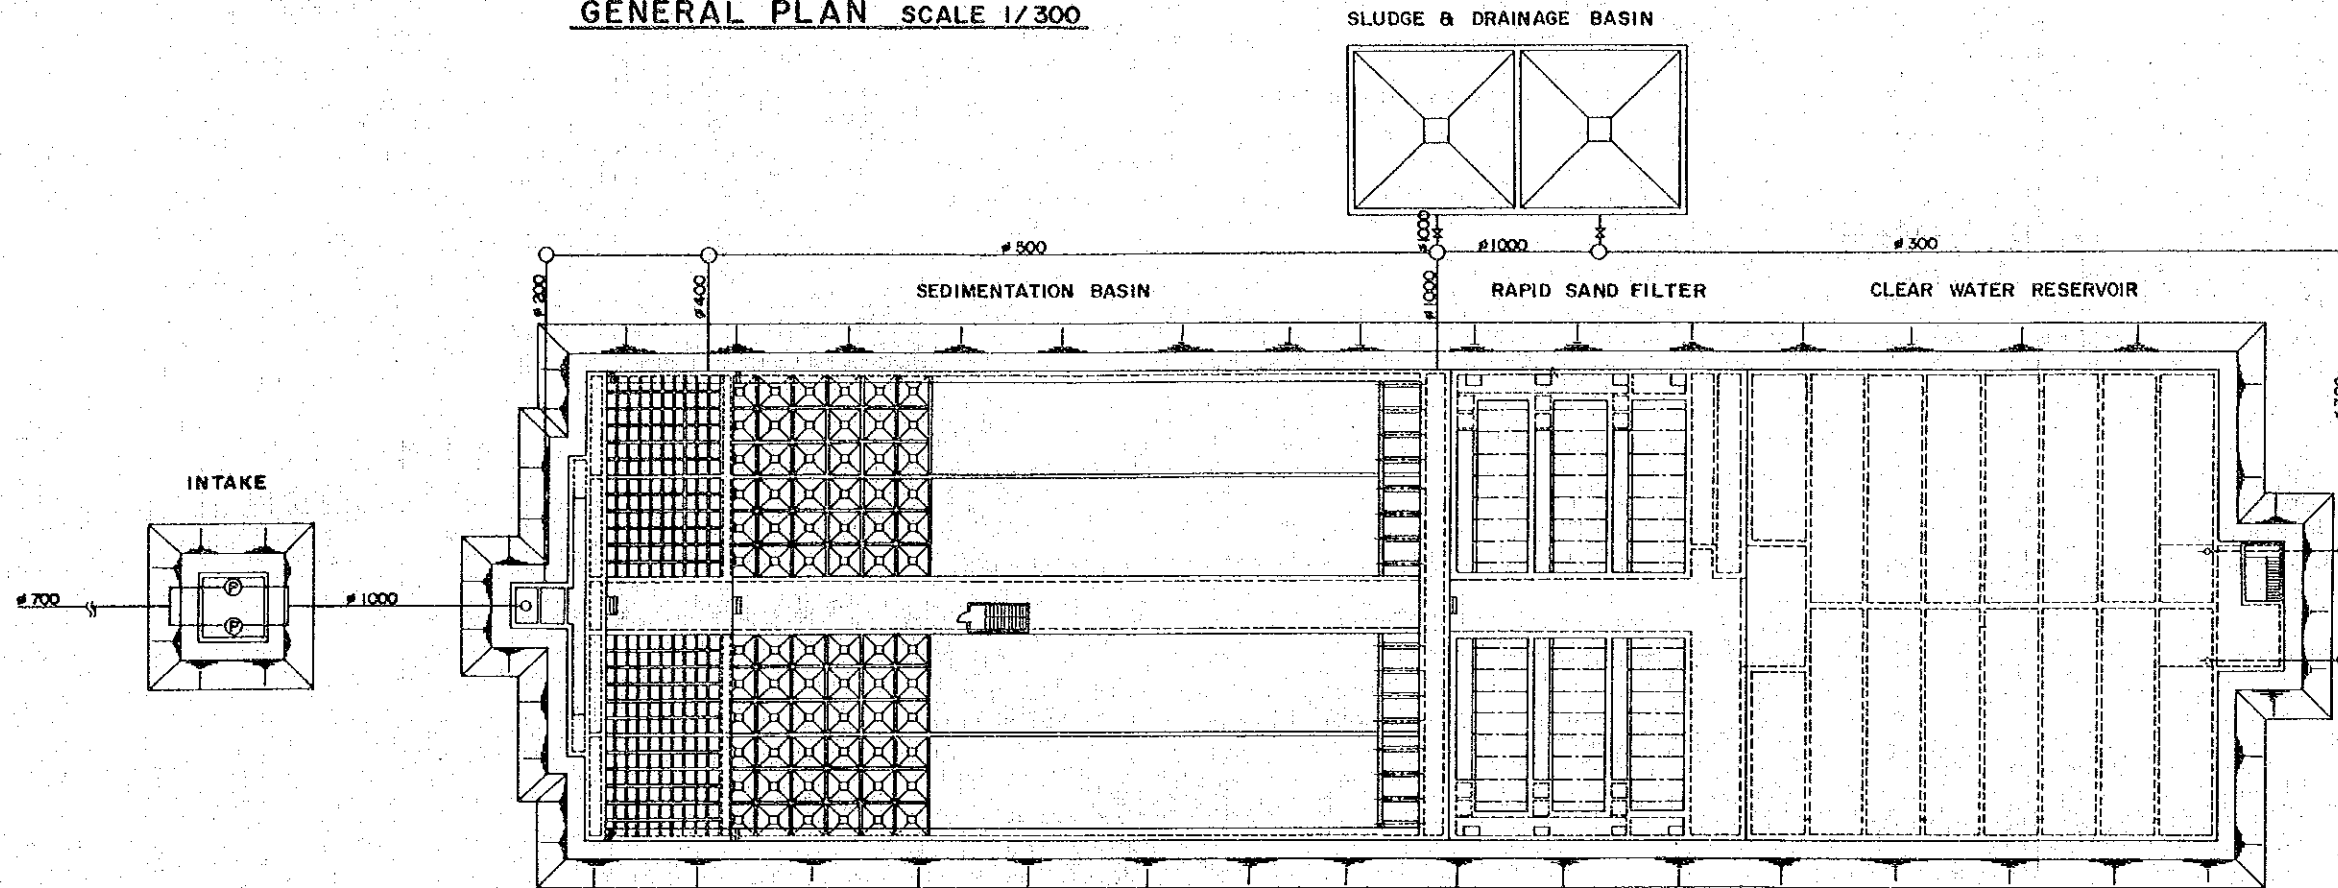 GENERAL PLAN SCALE 1/300
SLUDGE & DRAINAGE BASIN
ø1000
ø500
ø1000
ø300
ø200
ø400
ø1000
SEDIMENTATION BASIN
RAPID SAND FILTER
CLEAR WATER RESERVOIR
INTAKE
P
P
ø700
ø1000